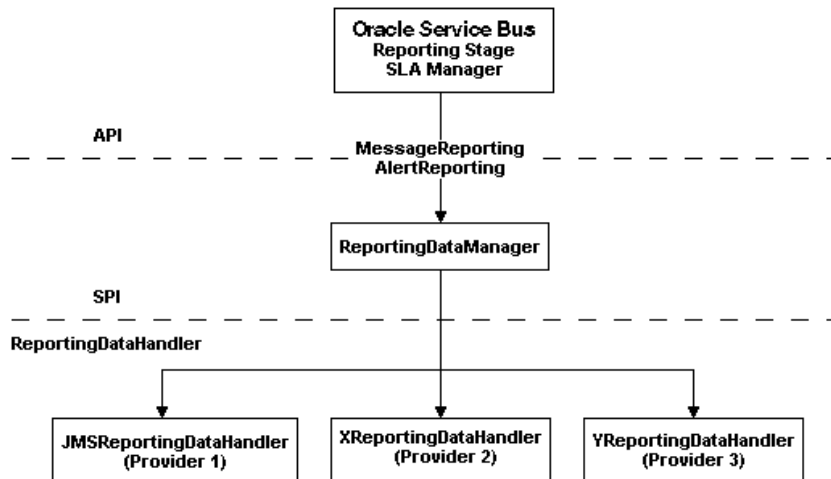 Oracle Service Bus
Reporting Stage
SLA Manager
API
MessageReporting
AlertReporting
ReportingDataManager
SPI
ReportingDataHandler
JMSReportingDataHandler
(Provider 1)
XReportingDataHandler
(Provider 2)
YReportingDataHandler
(Provider 3)